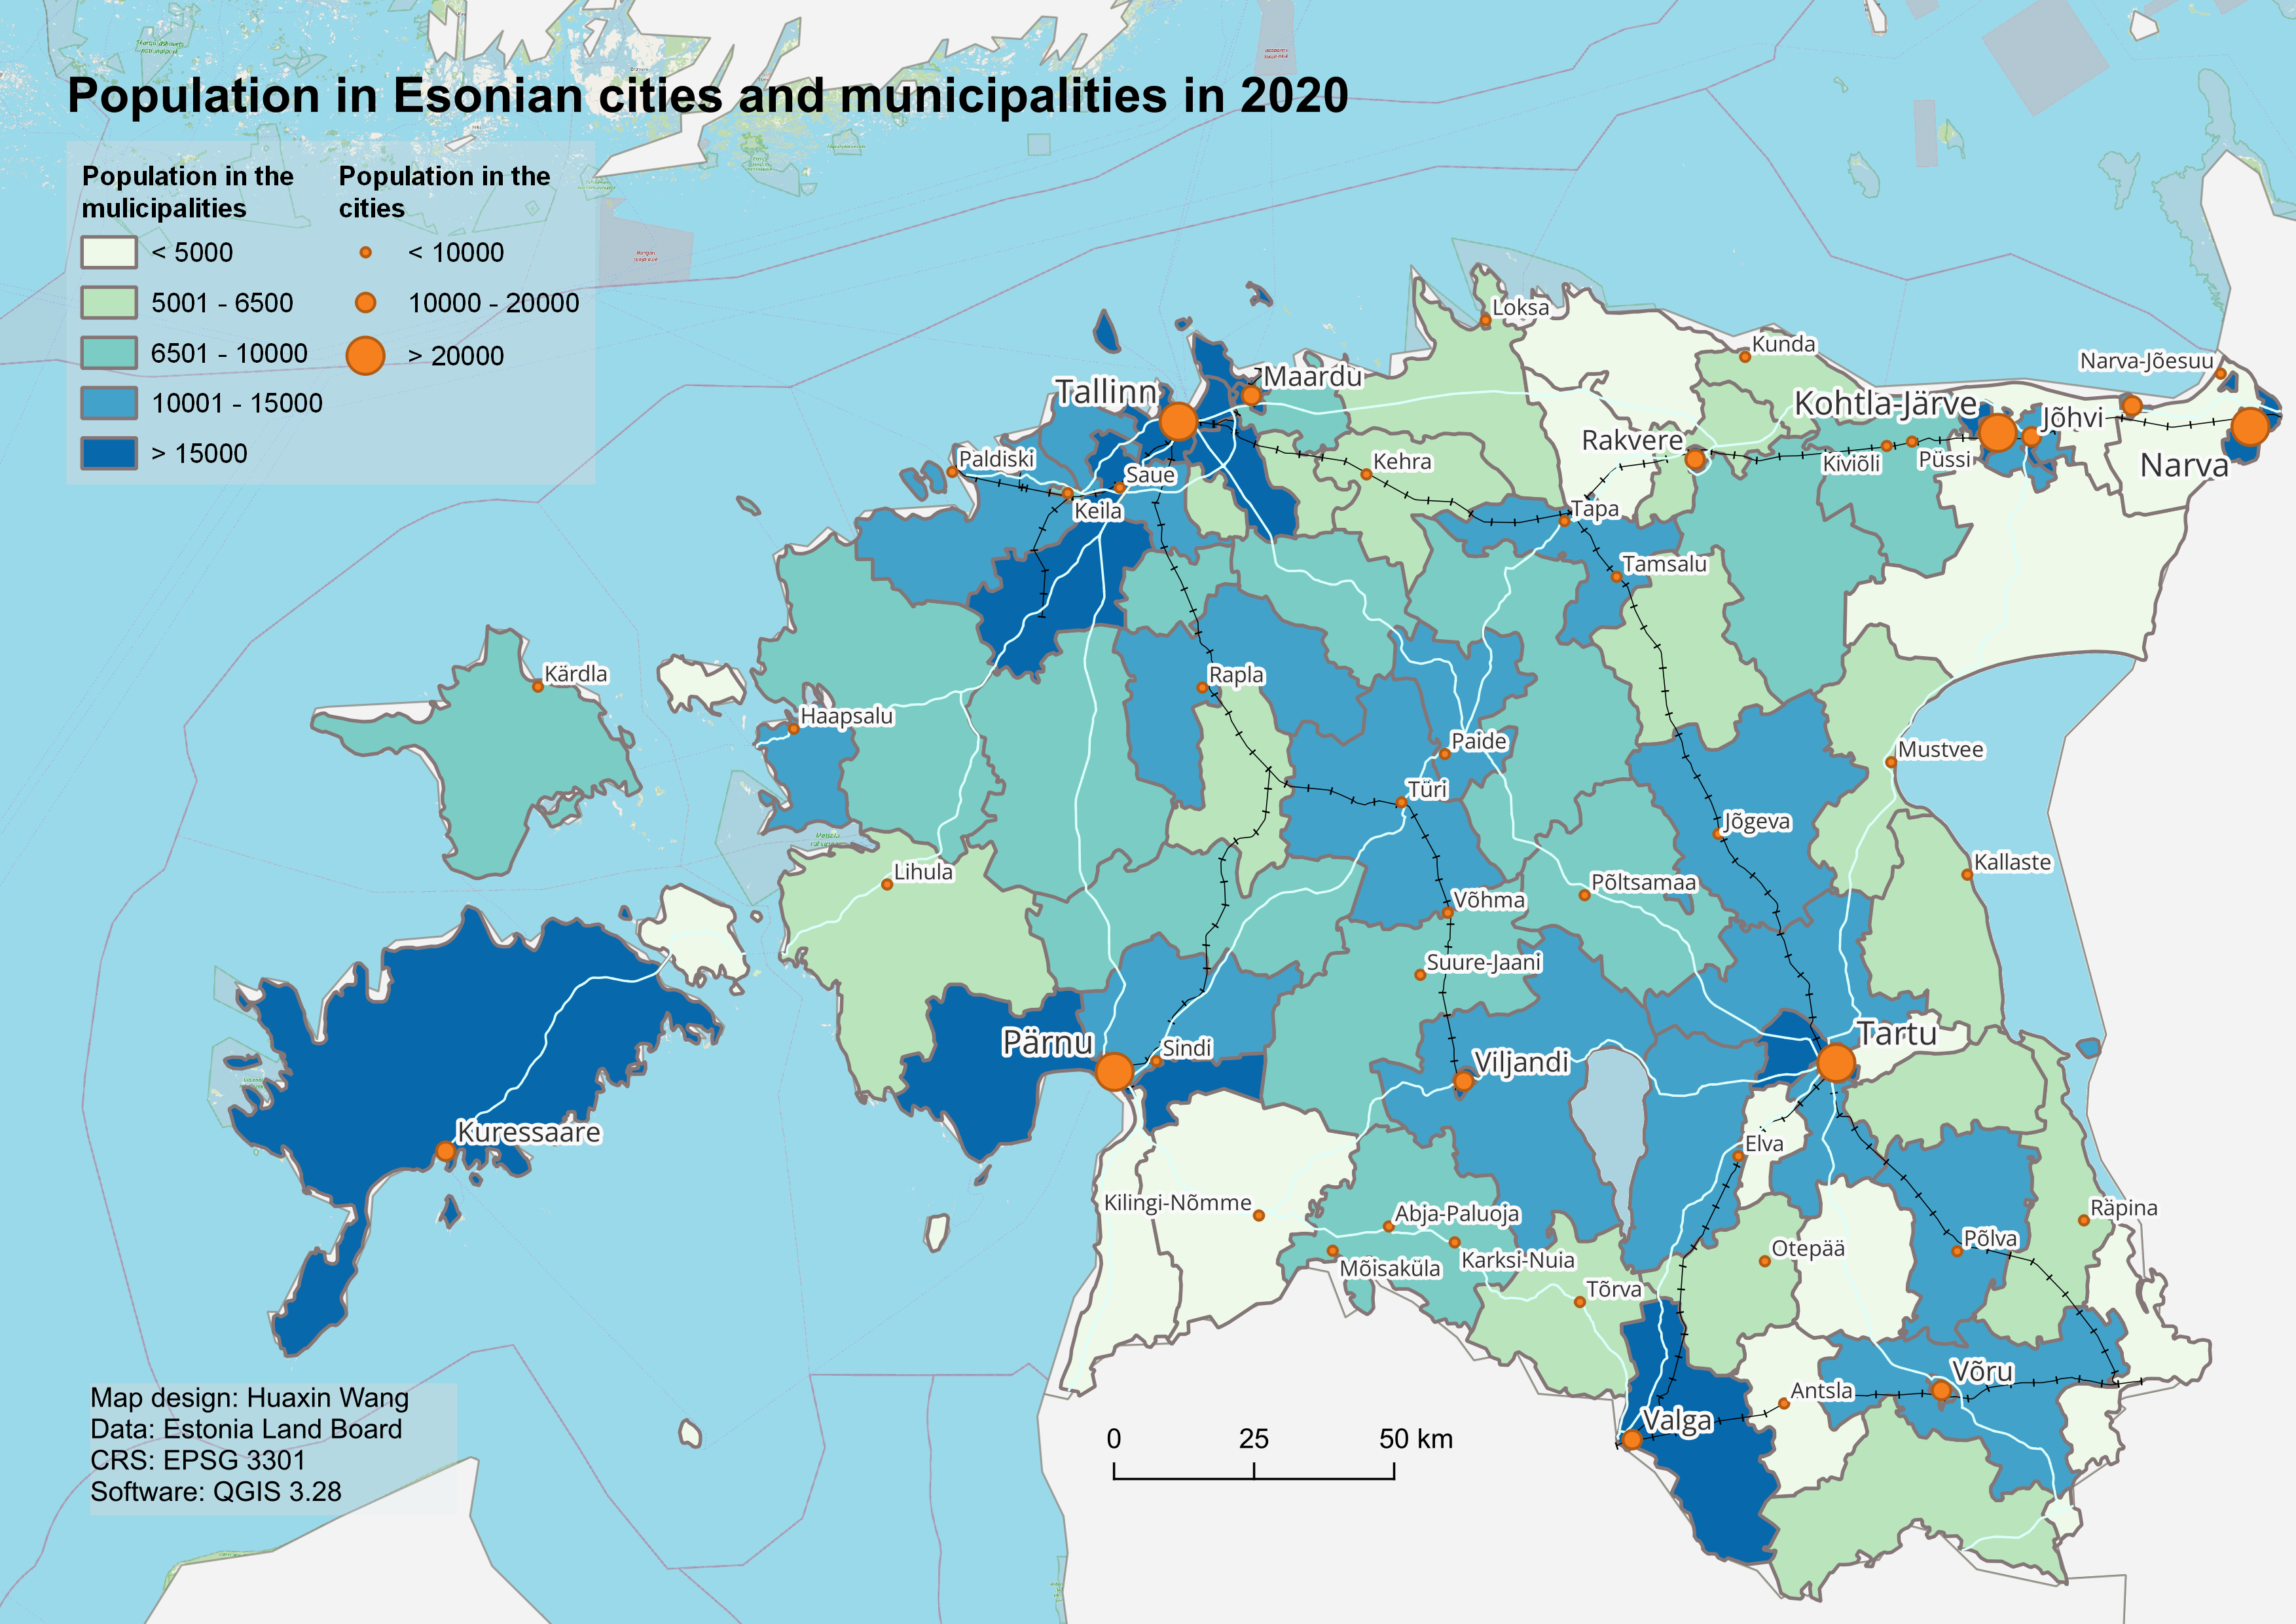 Population in Esonian cities and municipalities in 2020
Population in the
mulicipalities
< 5000
5001 - 6500
6501 - 10000
10001 - 15000
> 15000
Population in the
cities
< 10000
10000 - 20000
> 20000
Loksa
Kunda
Narva-Jõesuu
Maardu
Tallinn
Kohtla-Järve
Jõhvi
Rakvere
Paldiski
Saue
Kehra
Kiviõli
Püssi
Narva
Keila
Tapa
Tamsalu
Kärdla
Rapla
Haapsalu
Paide
Mustvee
Türi
Jõgeva
Lihula
Kallaste
Põltsamaa
Võhma
Suure-Jaani
Pärnu
Sindi
Tartu
Viljandi
Kuressaare
Elva
Kilingi-Nõmme
Abja-Paluoja
Räpina
Mõisaküla
Karksi-Nuia
Otepää
Põlva
Tõrva
Võru
Antsla
Valga
Map design: Huaxin Wang
Data: Estonia Land Board
CRS: EPSG 3301
Software: QGIS 3.28
0 25 50 km